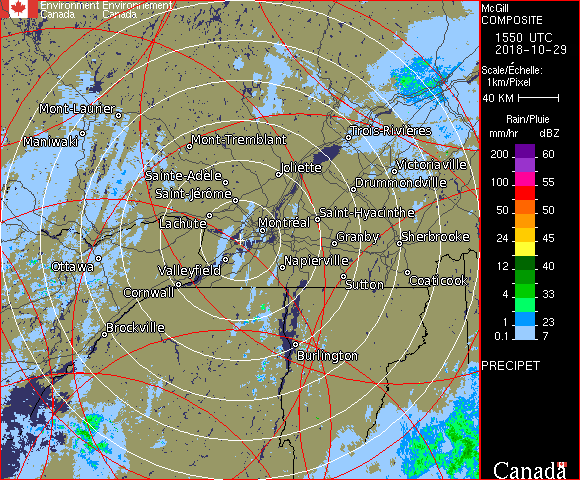 Environment Environnement
Canada Canada
McGill
COMPOSITE
1550 UTC
2018-10-29
Scale/Échelle:
1km/Pixel
40 KM
Rain/Pluie
mm/hr dBZ
200 60
100 55
85 50
50 50
24 45
12 40
4 33
1 23
0.1 7
PRECIPET
Canada
Mont-Laurier
Maniwaki
Mont-Tremblant
Trois-Rivières
Joliette
Victoriaville
Sainte-Adèle
Drummondville
Saint-Jérôme
Lachute
Saint-Hyacinthe
Montréal
Granby
Sherbrooke
Ottawa
Valleyfield
Napierville
Cornwall
Sutton
Coaticook
Brockville
Burlington